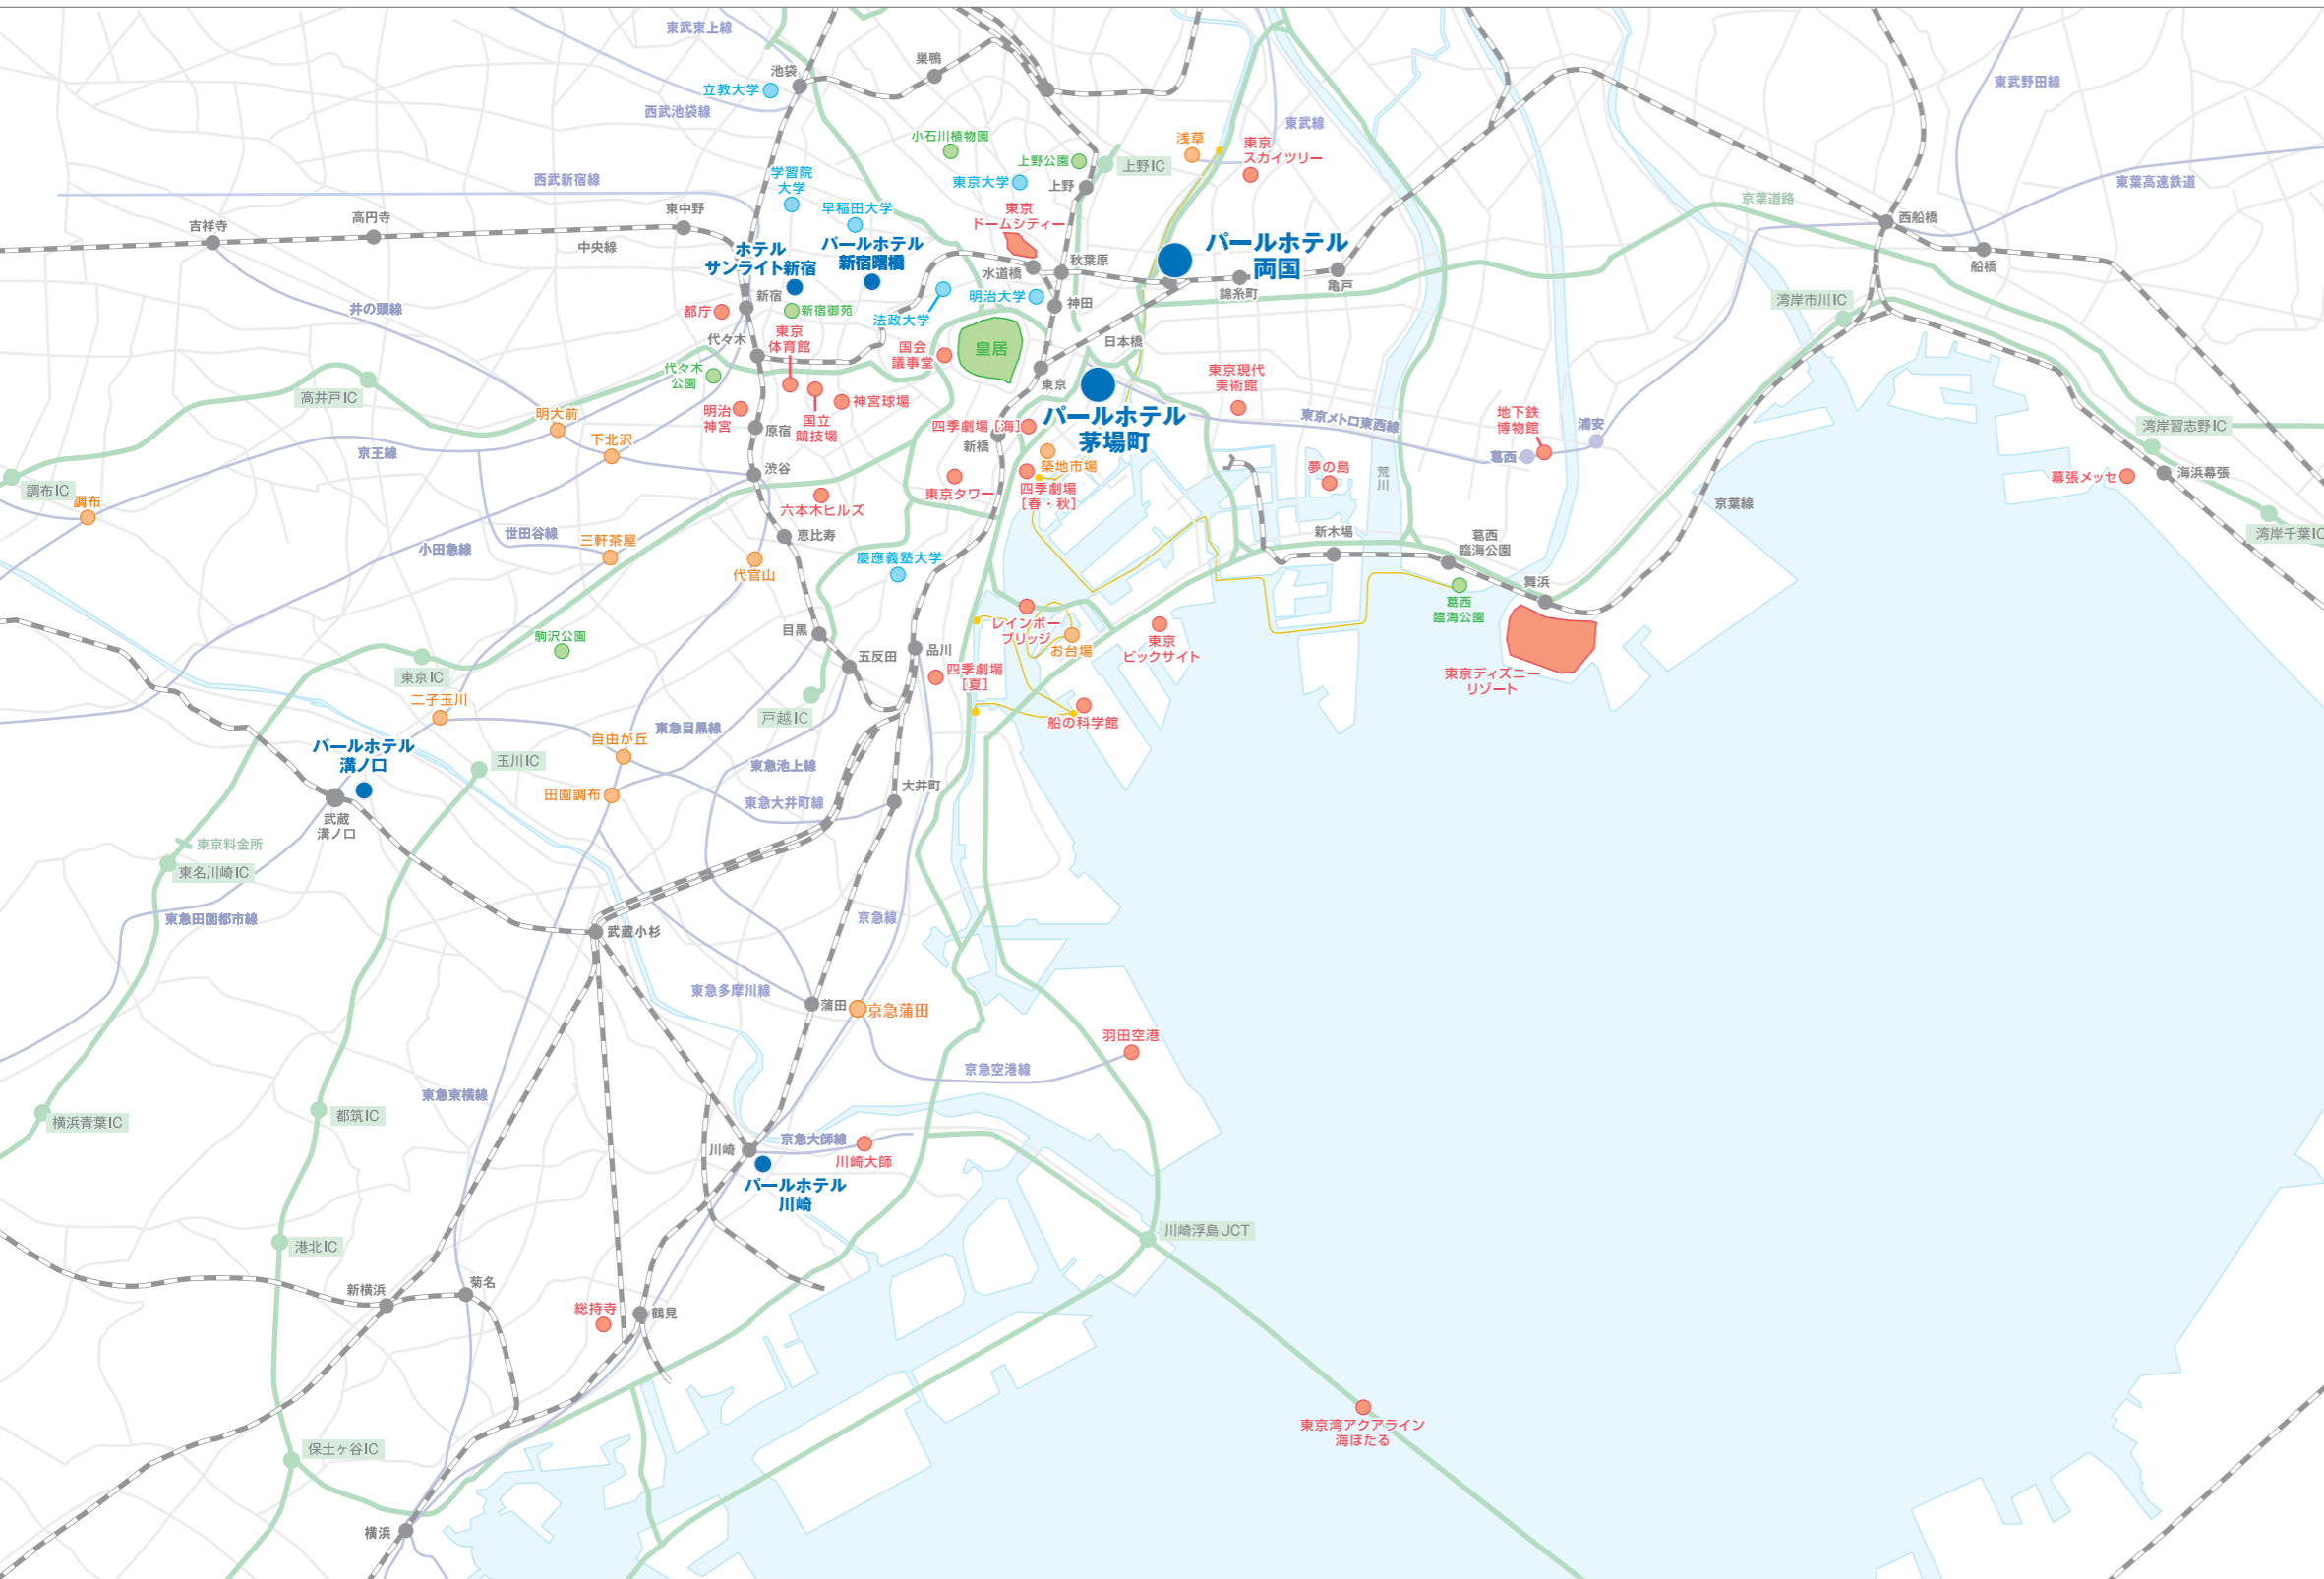 東武東上線
池袋
巣鴨
立教大学
西武池袋線
東武野田線
小石川植物園
浅草
東京
スカイツリー
東武線
上野公園
上野IC
学習院
大学
西武新宿線
東京大学
上野
東葉高速鉄道
京葉道路
吉祥寺
高円寺
東中野
早稲田大学
東京
ドームシティー
西船橋
中央線
ホテル
サンライト新宿
パールホテル
新宿曙橋
パールホテル
両国
水道橋
秋葉原
船橋
新宿
明治大学
神田
錦糸町
亀戸
湾岸市川IC
井の頭線
都庁
新宿御苑
法政大学
代々木
東京
体育館
国会
議事堂
皇居
日本橋
代々木
公園
東京
東京現代
美術館
高井戸IC
明大前
明治
神宮
国立
競技場
神宮球場
パールホテル
茅場町
東京メトロ東西線
地下鉄
博物館
浦安
湾岸習志野IC
下北沢
原宿
四季劇場 [海]
新橋
京王線
渋谷
築地市場
夢の島
荒
川
葛西
幕張メッセ
海浜幕張
調布IC
調布
六本木ヒルズ
東京タワー
四季劇場
[春・秋]
京葉線
世田谷線
小田急線
三軒茶屋
恵比寿
新木場
葛西
臨海公園
湾岸千葉IC
代官山
慶應義塾大学
舞浜
葛西
臨海公園
駒沢公園
目黒
レインボー
ブリッジ
お台場
東京
ビックサイト
東京IC
五反田
品川
四季劇場
[夏]
東京ディズニー
リゾート
二子玉川
戸越IC
船の科学館
東急目黒線
自由が丘
パールホテル
溝ノ口
玉川IC
東急池上線
田園調布
東急大井町線
大井町
武蔵
溝ノ口
東京料金所
東名川崎IC
東急田園都市線
武蔵小杉
京急線
東急多摩川線
蒲田
京急蒲田
羽田空港
京急空港線
東急東横線
都筑IC
横浜青葉IC
川崎
京急大師線
川崎大師
パールホテル
川崎
川崎浮島JCT
港北IC
新横浜
菊名
総持寺
鶴見
東京湾アクアライン
海ほたる
保土ヶ谷IC
横浜